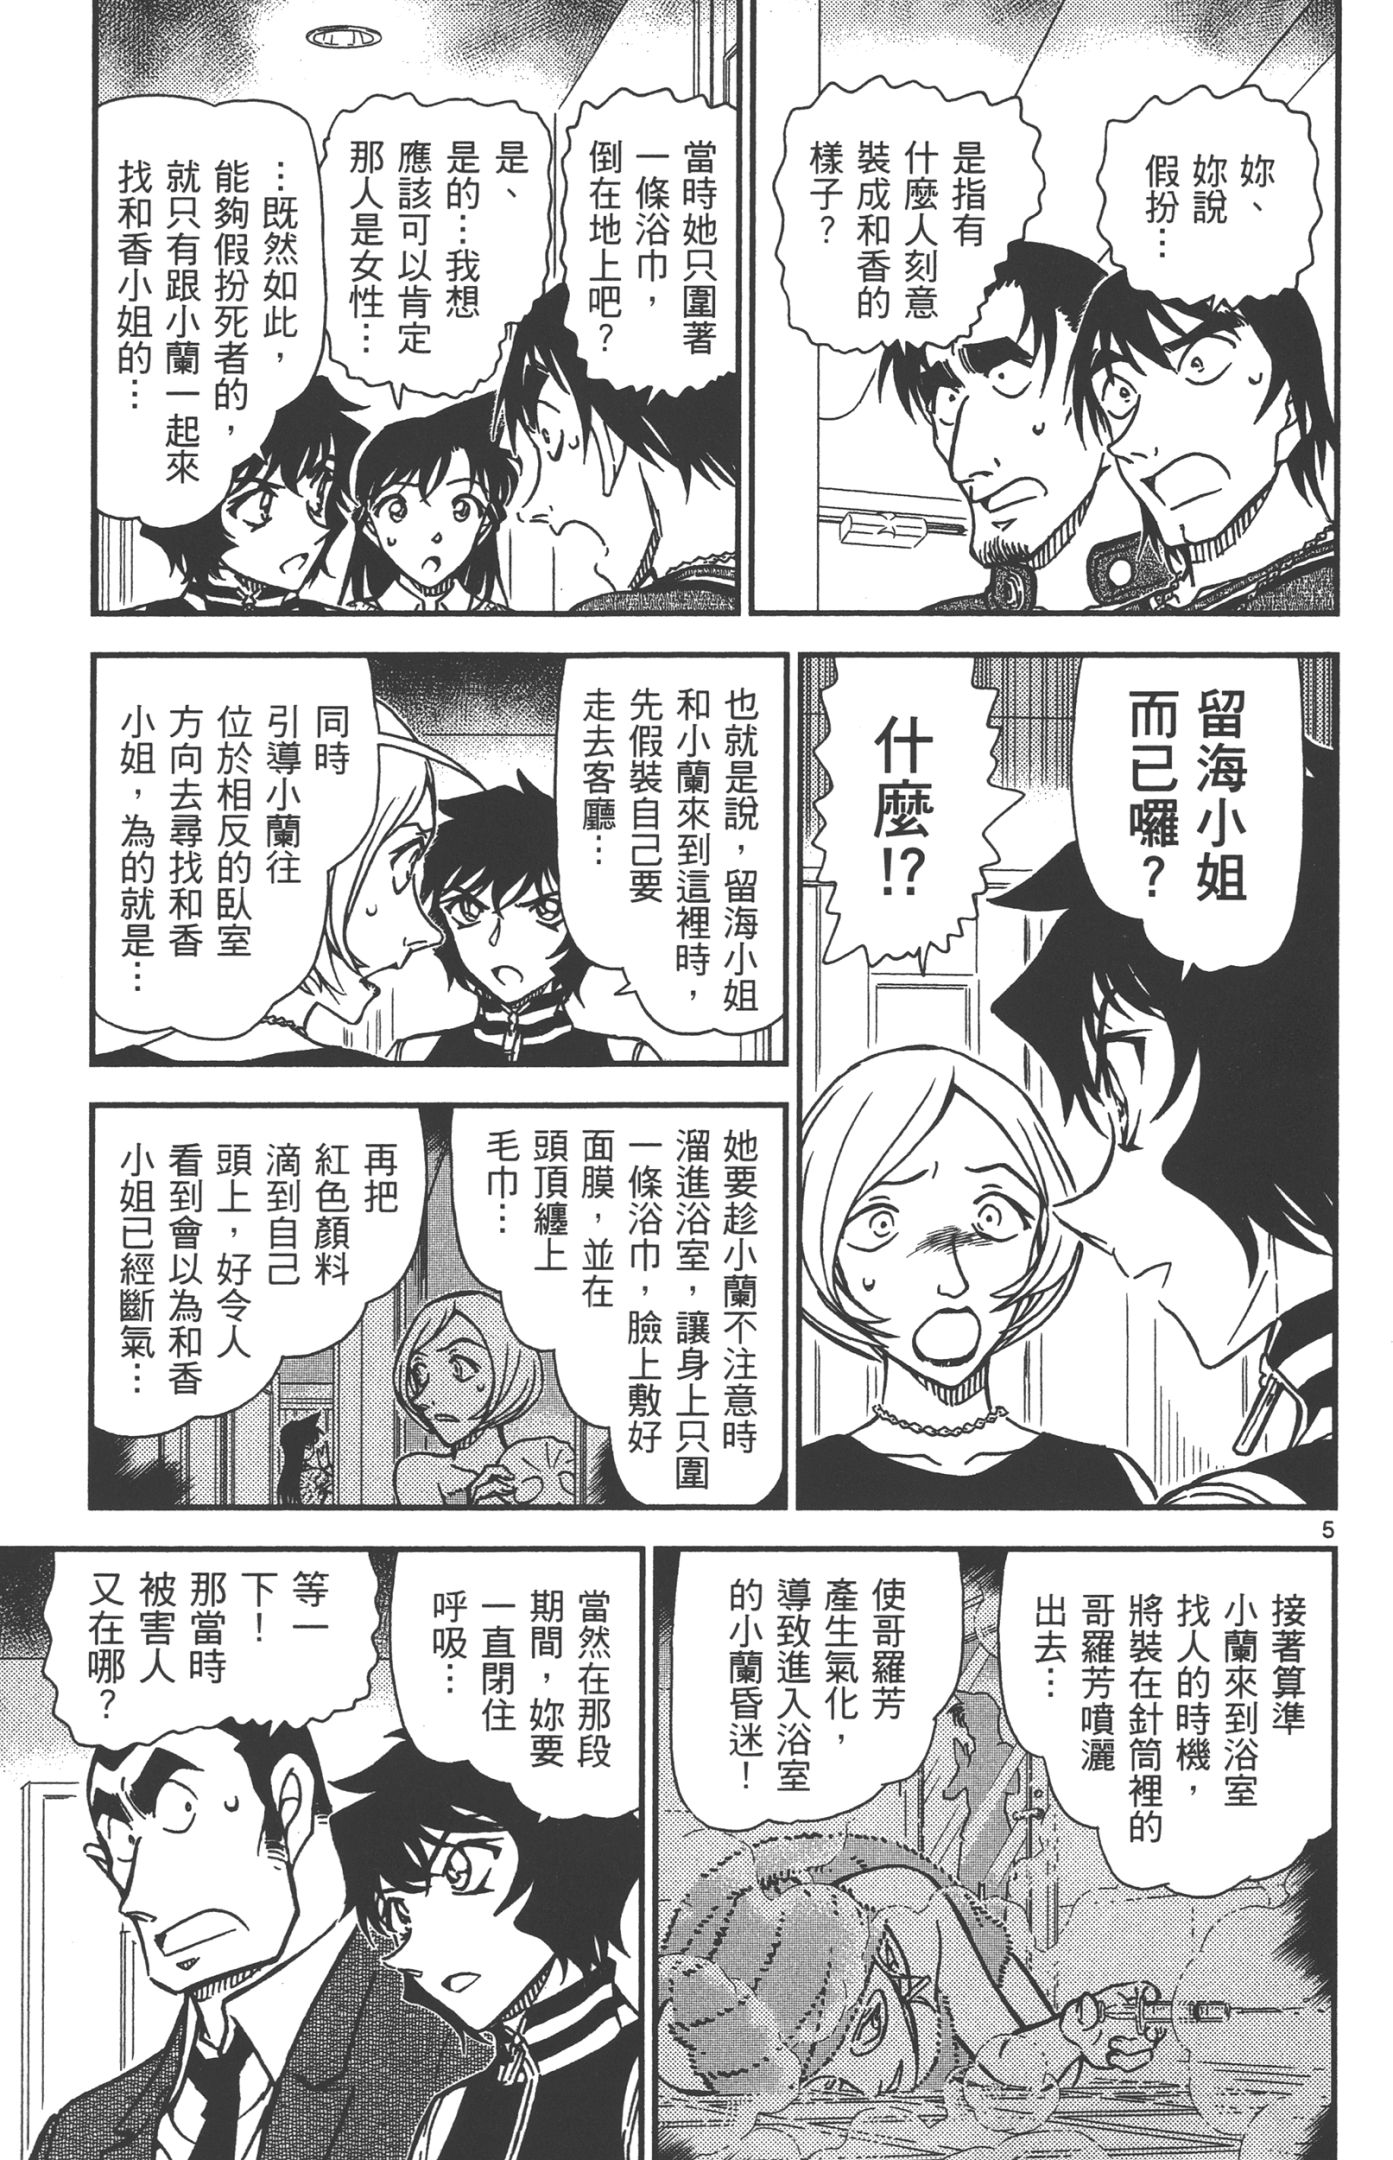 妳、
妳說
假扮…
是指有
什麼人刻意
裝成和香的
樣子？
當時她只圍著
一條浴巾，
倒在地上吧？
是、
是的…我想
應該可以肯定
那人是女性…
…既然如此，
能夠假扮死者的，
就只有跟小蘭一起來
找和香小姐的…
留海小姐
而已囉？
什麼!?
也就是說，留海小姐
和小蘭來到這裡時，
先假裝自己要
走去客廳…
同時
引導小蘭往
位於相反的臥室
方向去尋找和香
小姐，為的就是…
她要趁小蘭不注意時
溜進浴室，讓身上只圍
一條浴巾，臉上敷好
面膜，並在
頭頂纏上
毛巾…
再把
紅色顏料
滴到自己
頭上，好令人
看到會以為和香
小姐已經斷氣…
5
接著算準
小蘭來到浴室
找人的時機，
將裝在針筒裡的
哥羅芳噴灑
出去…
使哥羅芳
產生氣化，
導致進入浴室
的小蘭昏迷！
當然在那段
期間，妳要
一直閉住
呼吸…
等一
下！
那當時
被害人
又在哪？